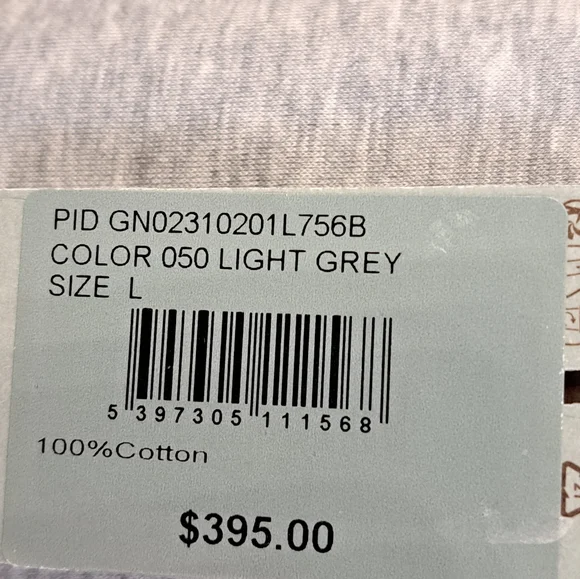 PID GN02310201L756B
COLOR 050 LIGHT GREY
SIZE L
5 397305 111568
100%Cotton
$395.00